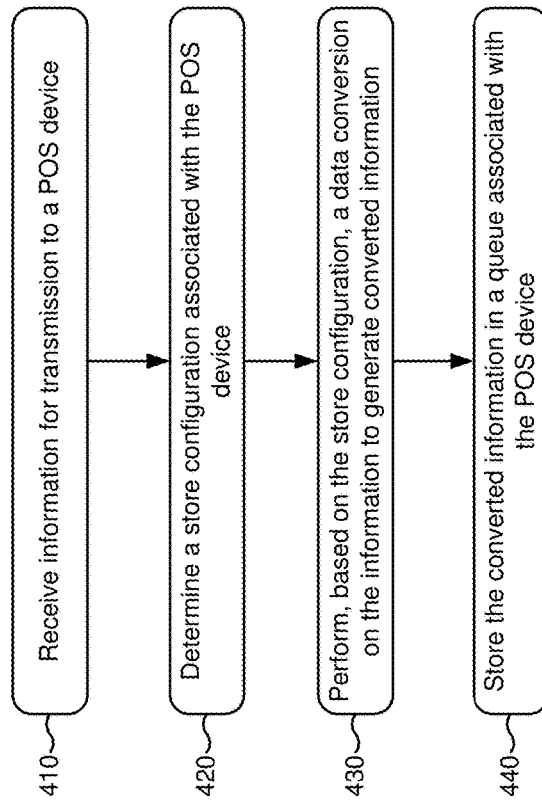 410
Receive information for transmission to a POS device
420
Determine a store configuration associated with the POS
device
430
Perform, based on the store configuration, a data conversion
on the information to generate converted information
440
Store the converted information in a queue associated with
the POS device